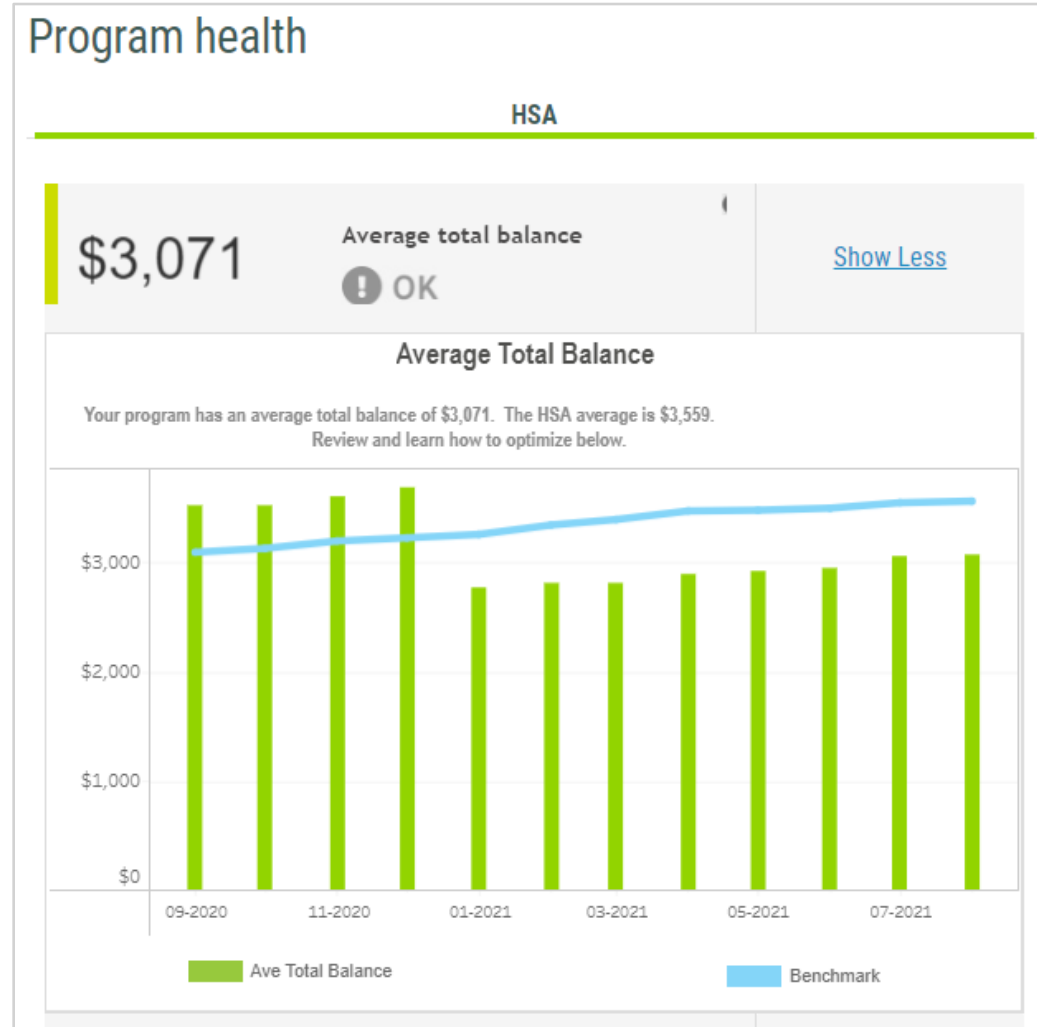 Program health
HSA
$3,071
Average total balance
OK
Show Less
Average Total Balance
Your program has an average total balance of $3,071. The HSA average is $3,559.
Review and learn how to optimize below.
$3,000
$2,000
$1,000
$0
09-2020 11-2020 01-2021 03-2021 05-2021 07-2021
Ave Total Balance Benchmark